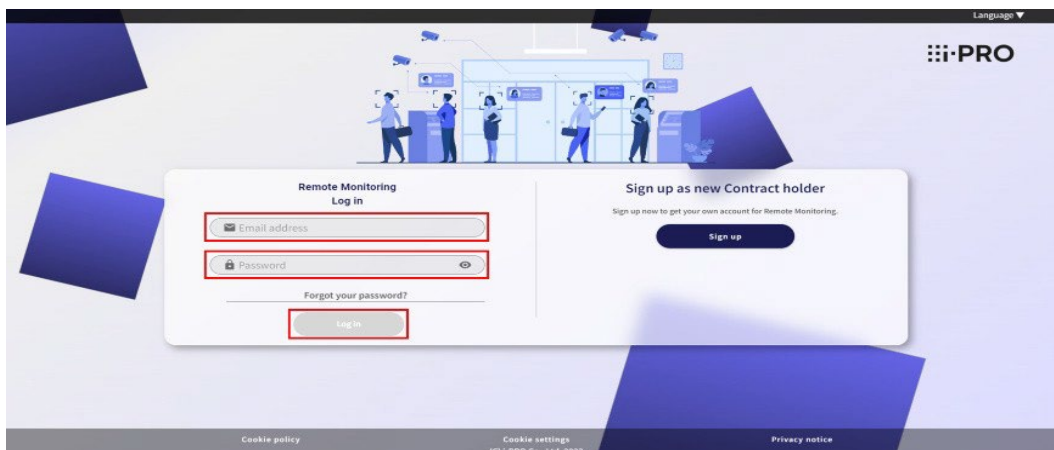 Language ▼
i-PRO
Remote Monitoring
Log in
Email address
Password
Forgot your password?
Log in
Sign up as new Contract holder
Sign up now to get your own account for Remote Monitoring.
Sign up
Cookie policy
Cookie settings
Privacy notice